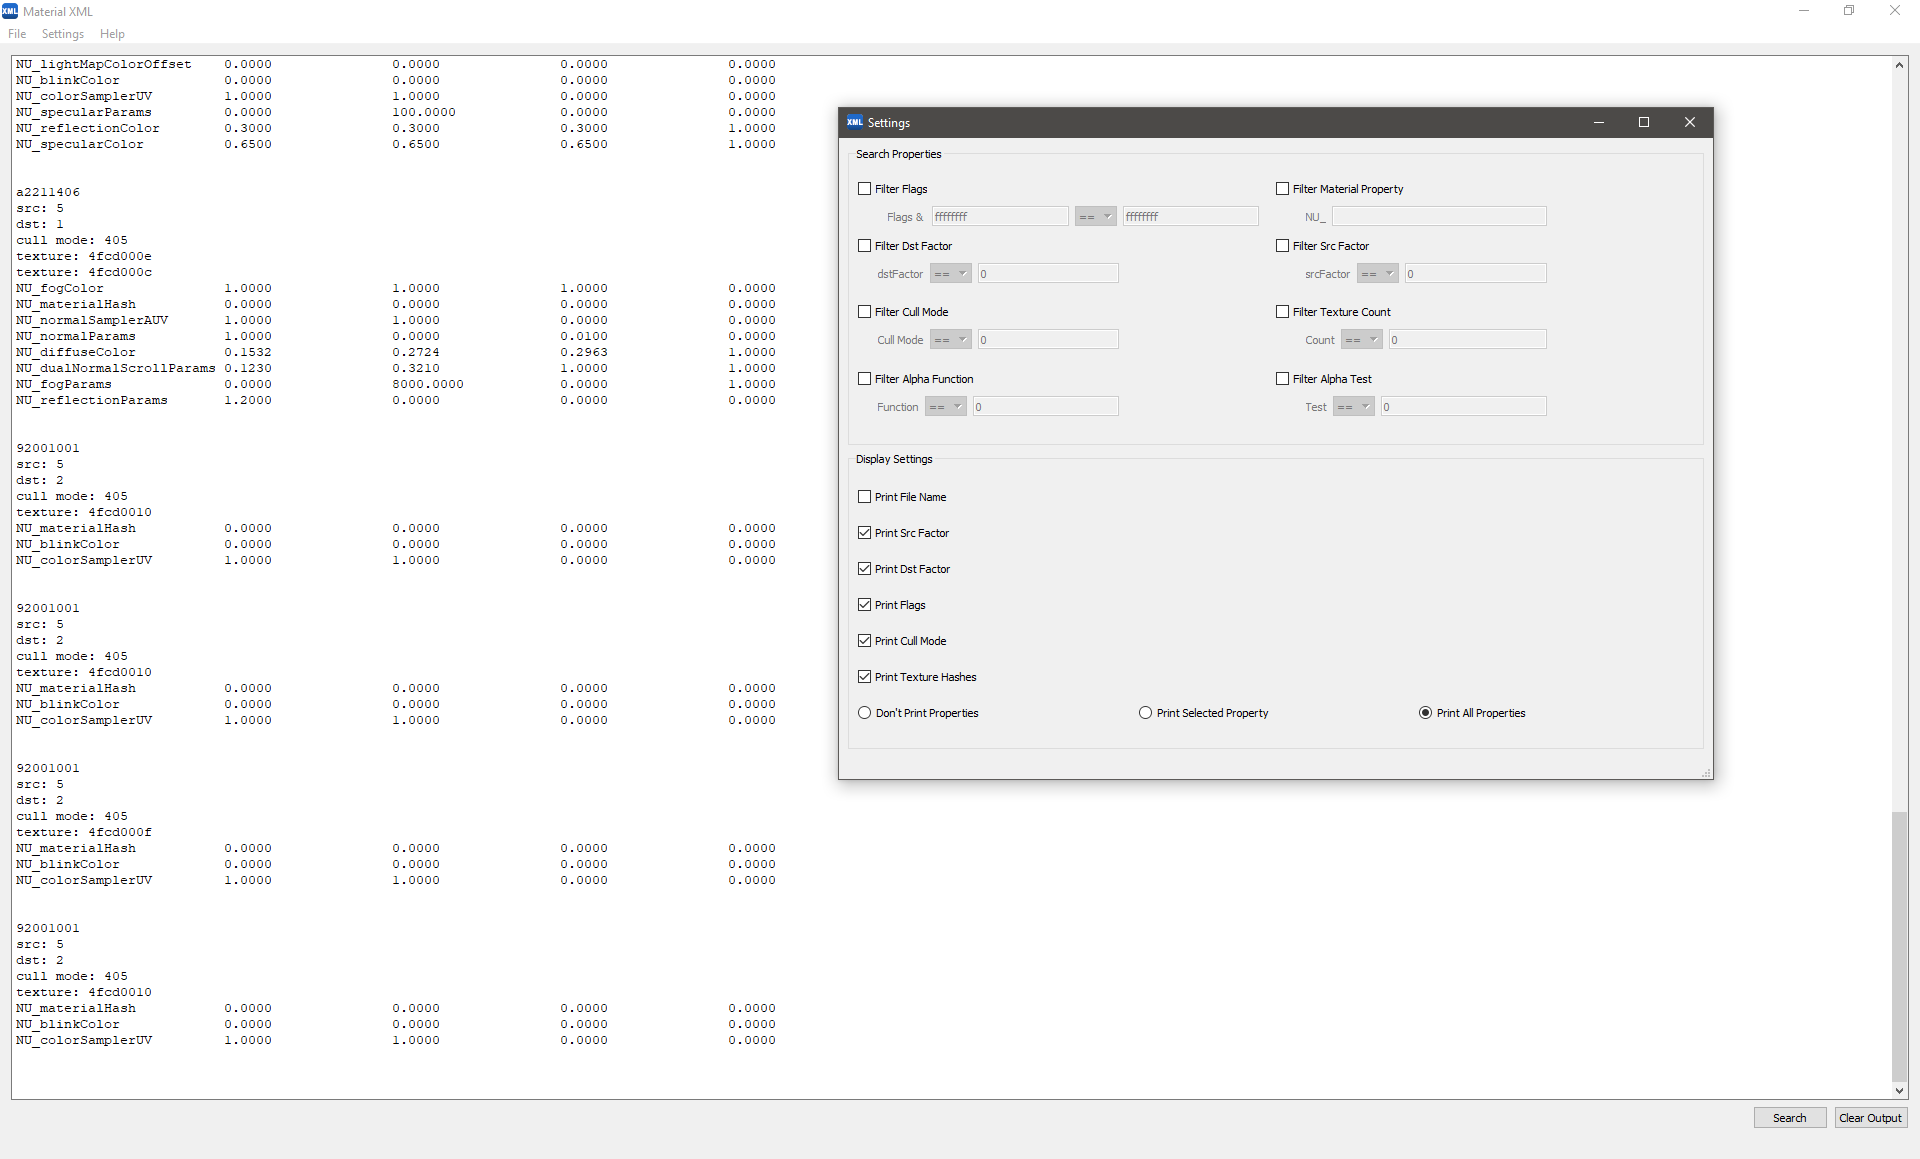 XML Material XML
File Settings Help
NU_lightMapColorOffset 0.0000 0.0000 0.0000 0.0000
NU_blinkColor 0.0000 0.0000 0.0000 0.0000
NU_colorSamplerUV 1.0000 1.0000 0.0000 0.0000
NU_specularParams 0.0000 100.0000 0.0000 0.0000
NU_reflectionColor 0.3000 0.3000 0.3000 1.0000
NU_specularColor 0.6500 0.6500 0.6500 1.0000
a2211406
src: 5
dst: 1
cull mode: 405
texture: 4fcd000e
texture: 4fcd000c
NU_fogColor 1.0000 1.0000 1.0000 0.0000
NU_materialHash 0.0000 0.0000 0.0000 0.0000
NU_normalSamplerAUV 1.0000 1.0000 0.0000 0.0000
NU_normalParams 1.0000 0.0000 0.0100 0.0000
NU_diffuseColor 0.1532 0.2724 0.2963 1.0000
NU_dualNormalScrollParams 0.1230 0.3210 1.0000 1.0000
NU_fogParams 0.0000 8000.0000 0.0000 1.0000
NU_reflectionParams 1.2000 0.0000 0.0000 0.0000
92001001
src: 5
dst: 2
cull mode: 405
texture: 4fcd0010
NU_materialHash 0.0000 0.0000 0.0000 0.0000
NU_blinkColor 0.0000 0.0000 0.0000 0.0000
NU_colorSamplerUV 1.0000 1.0000 0.0000 0.0000
92001001
src: 5
dst: 2
cull mode: 405
texture: 4fcd0010
NU_materialHash 0.0000 0.0000 0.0000 0.0000
NU_blinkColor 0.0000 0.0000 0.0000 0.0000
NU_colorSamplerUV 1.0000 1.0000 0.0000 0.0000
92001001
src: 5
dst: 2
cull mode: 405
texture: 4fcd000f
NU_materialHash 0.0000 0.0000 0.0000 0.0000
NU_blinkColor 0.0000 0.0000 0.0000 0.0000
NU_colorSamplerUV 1.0000 1.0000 0.0000 0.0000
92001001
src: 5
dst: 2
cull mode: 405
texture: 4fcd0010
NU_materialHash 0.0000 0.0000 0.0000 0.0000
NU_blinkColor 0.0000 0.0000 0.0000 0.0000
NU_colorSamplerUV 1.0000 1.0000 0.0000 0.0000
XML Settings
Search Properties
Filter Flags Filter Material Property
Flags & ffffffff == ffffffff NU_
Filter Dst Factor Filter Src Factor
dstFactor == 0 srcFactor == 0
Filter Cull Mode Filter Texture Count
Cull Mode == 0 Count == 0
Filter Alpha Function Filter Alpha Test
Function == 0 Test == 0
Display Settings
Print File Name
Print Src Factor
Print Dst Factor
Print Flags
Print Cull Mode
Print Texture Hashes
Don't Print Properties Print Selected Property Print All Properties
Search Clear Output